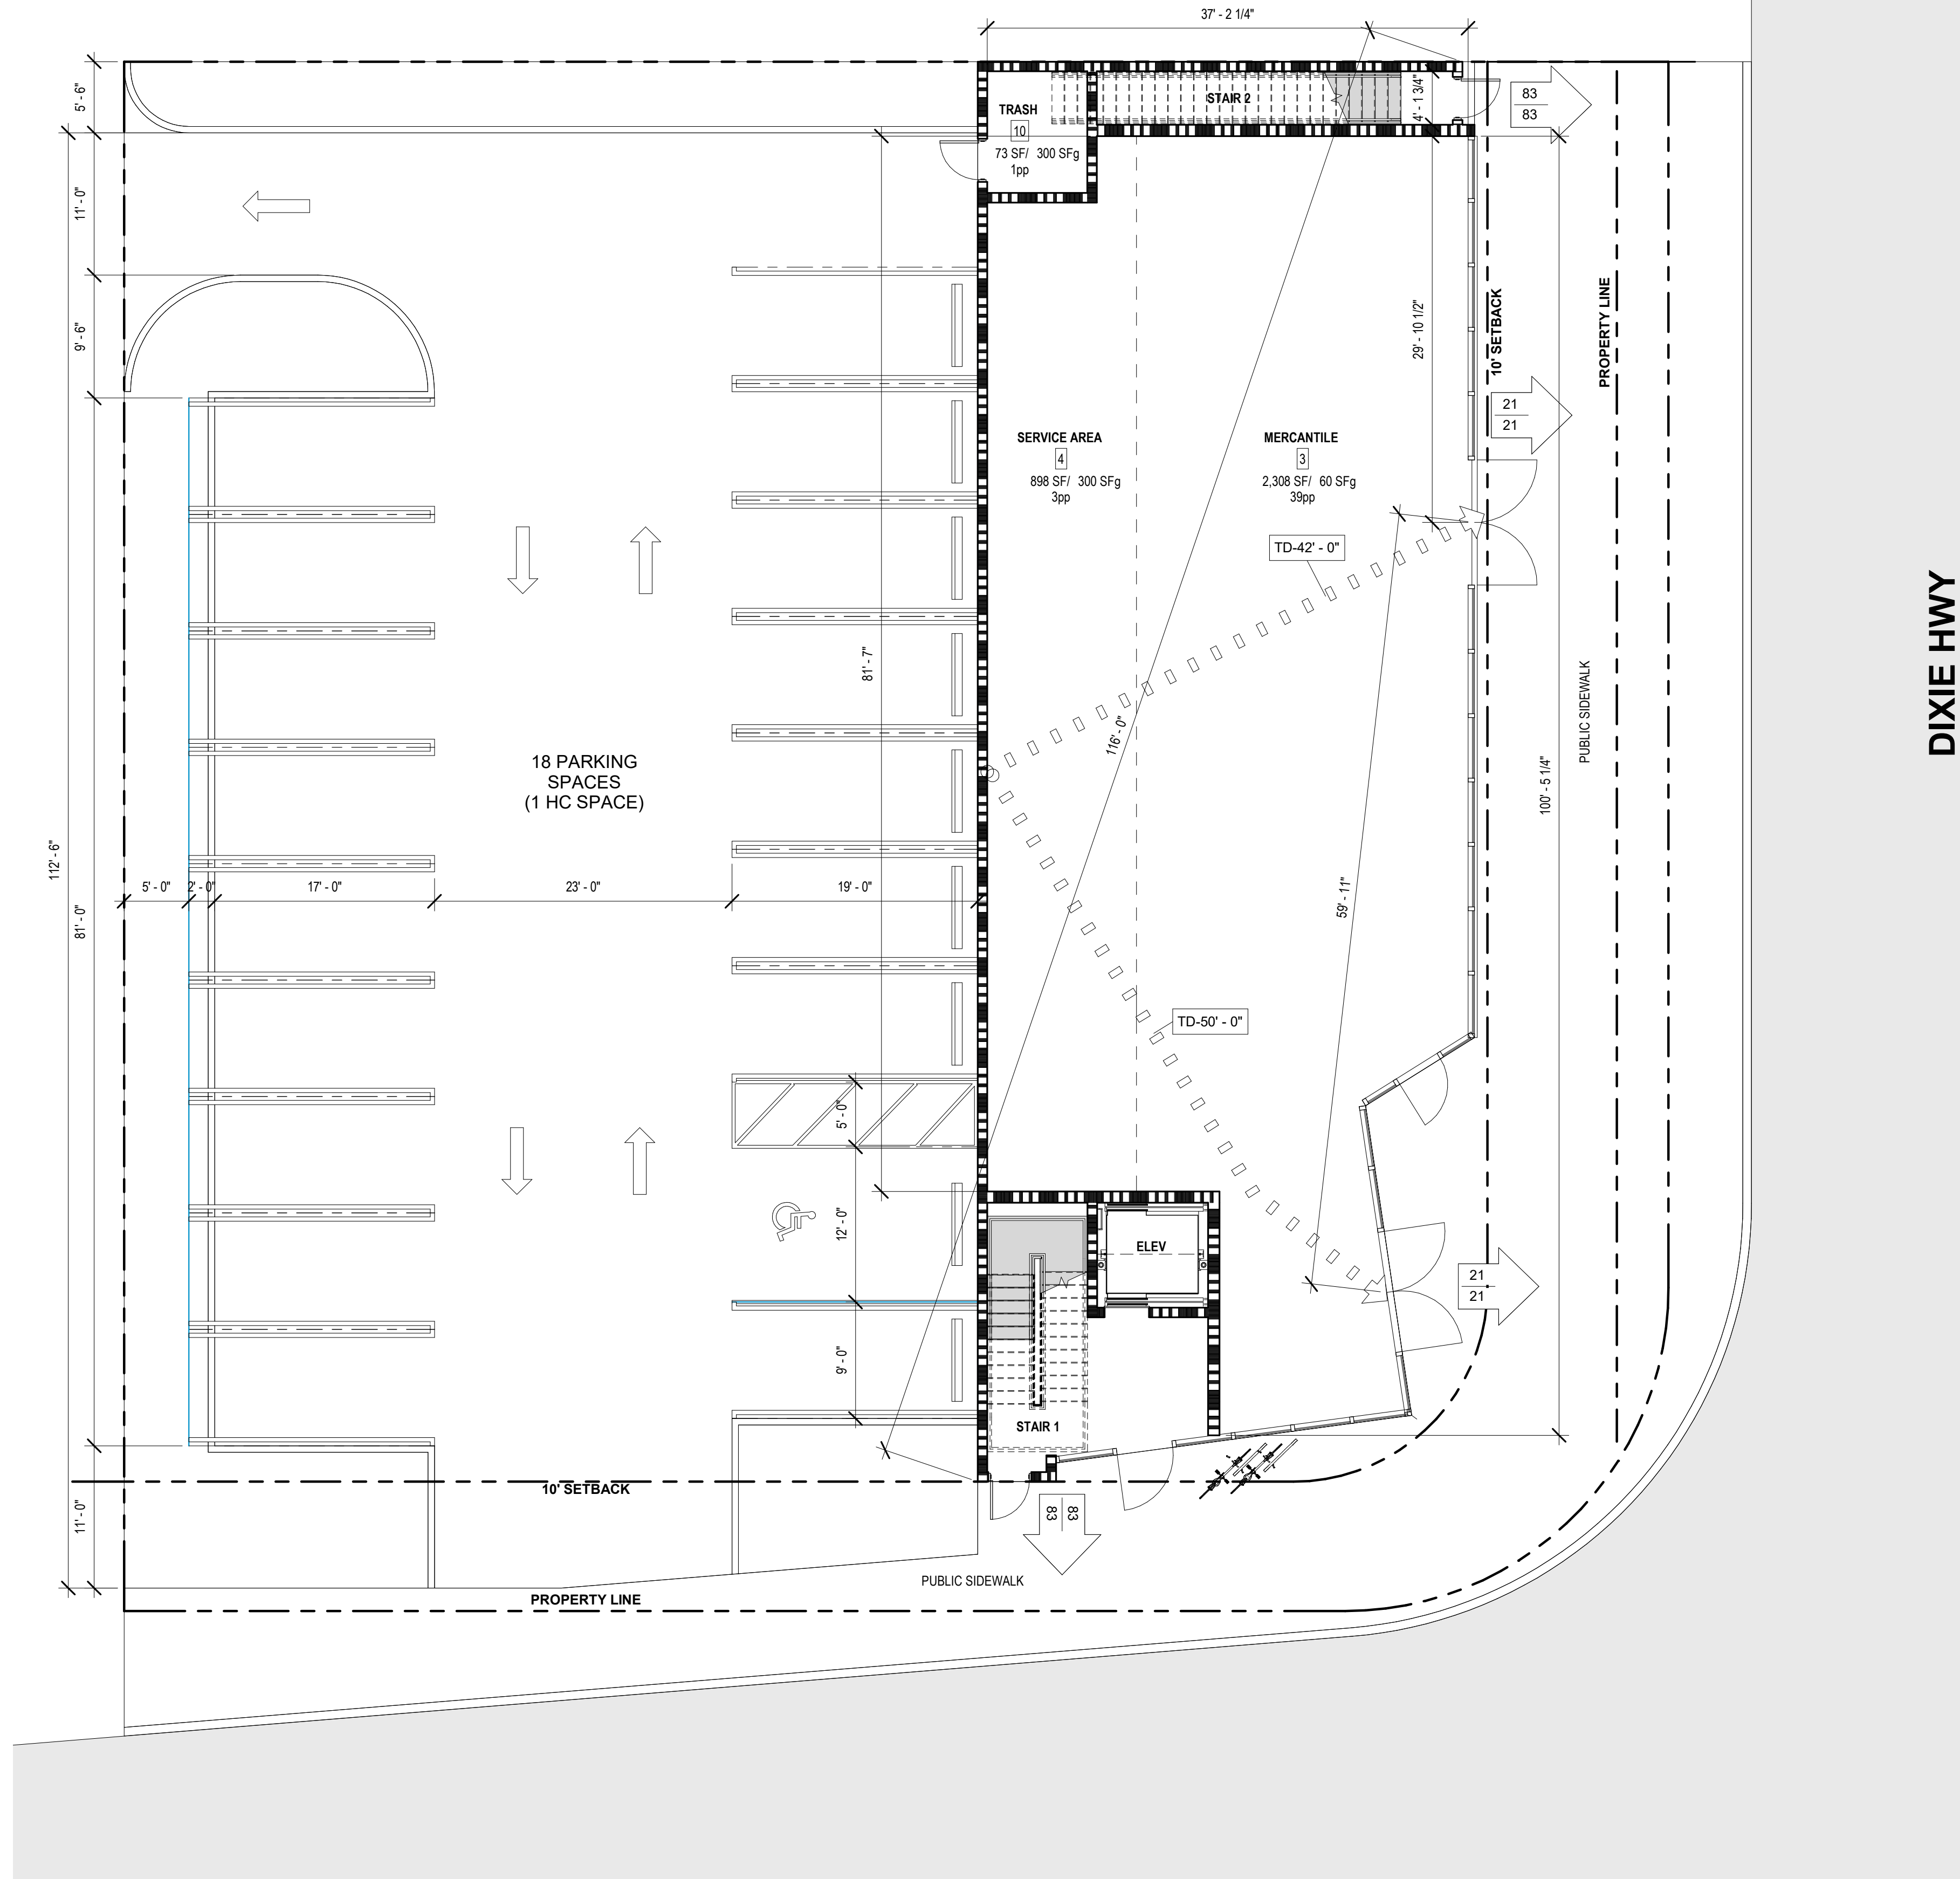 37' - 2 1/4"
5' - 6"
11' - 0"
9' - 6"
112' - 6"
81' - 0"
11' - 0"
TRASH
10
73 SF/ 300 SFg
1pp
STAIR 2
4' - 1 3/4"
83
83
29' - 10 1/2"
10' SETBACK
PROPERTY LINE
21
21
SERVICE AREA
4
898 SF/ 300 SFg
3pp
MERCANTILE
3
2,308 SF/ 60 SFg
39pp
TD-42' - 0"
81' - 7"
116' - 0"
PUBLIC SIDEWALK
DIXIE HWY
100' - 5 1/4"
18 PARKING
SPACES
(1 HC SPACE)
5' - 0"
2' - 0"
17' - 0"
23' - 0"
19' - 0"
59' - 11"
TD-50' - 0"
5' - 0"
12' - 0"
9' - 0"
ELEV
21
21
STAIR 1
10' SETBACK
83
83
PUBLIC SIDEWALK
PROPERTY LINE